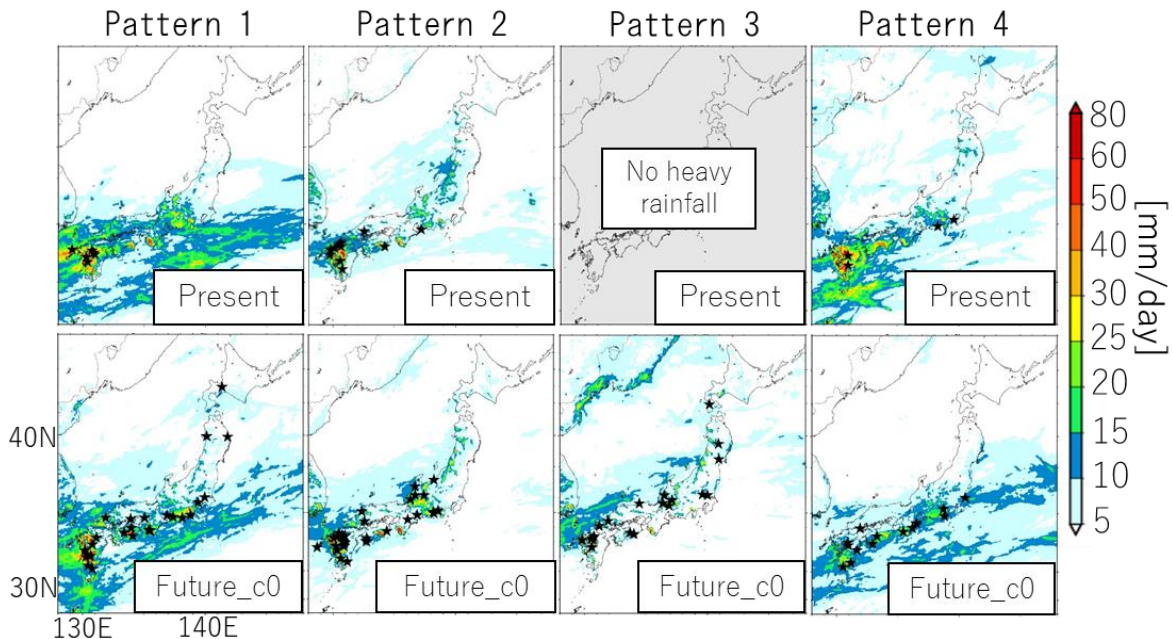 Pattern 1
Pattern 2
Pattern 3
Pattern 4
No heavy
rainfall
Present
Present
Present
Present
80
60
50
40
30
25
20
15
10
5
[mm/day]
40N
30N
130E
140E
Future_c0
Future_c0
Future_c0
Future_c0